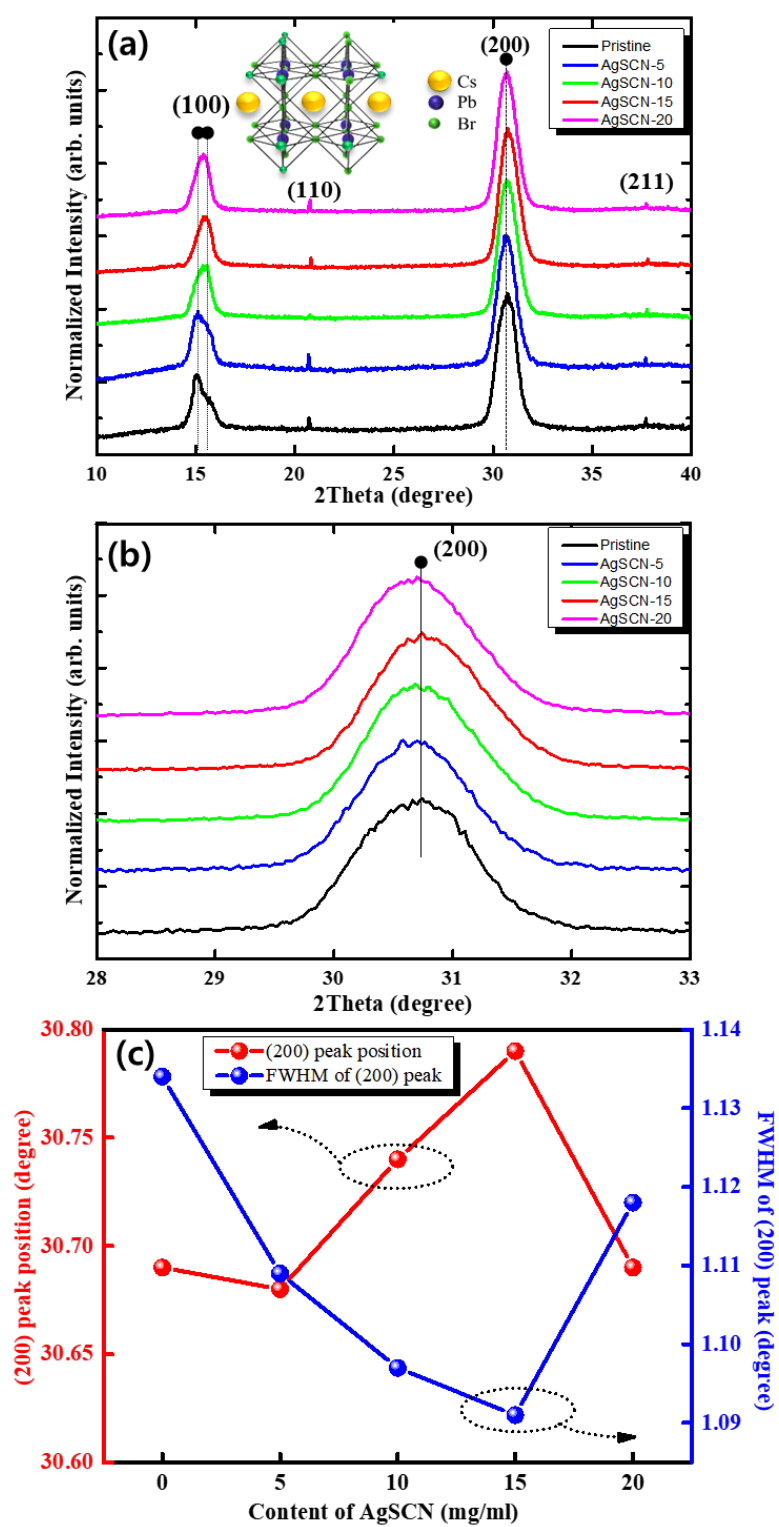 (a)
(200)
Pristine
AgSCN-5
AgSCN-10
AgSCN-15
AgSCN-20
Cs
Pb
Br
(100)
(110)
(211)
Normalized Intensity (arb. units)
10 15 20 25 30 35 40
2Theta (degree)
(b)
(200)
Pristine
AgSCN-5
AgSCN-10
AgSCN-15
AgSCN-20
Normalized Intensity (arb. units)
28 29 30 31 32 33
2Theta (degree)
(c)
(200) peak position
FWHM of (200) peak
30.80
30.75
30.70
30.65
30.60
(200) peak position (degree)
1.14
1.13
1.12
1.11
1.10
1.09
FWHM of (200) peak (degree)
0 5 10 15 20
Content of AgSCN (mg/ml)